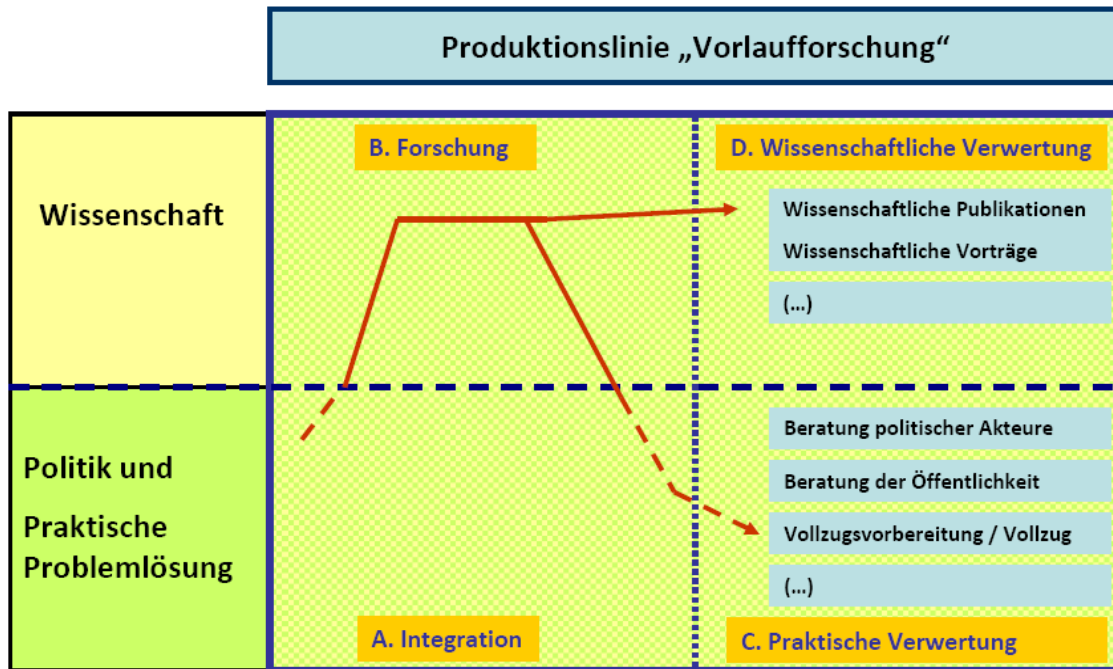 Produktionslinie „Vorlaufforschung“
B. Forschung
D. Wissenschaftliche Verwertung
Wissenschaft
Wissenschaftliche Publikationen
Wissenschaftliche Vorträge
(...)
Politik und
Praktische
Problemlösung
Beratung politischer Akteure
Beratung der Öffentlichkeit
Vollzugsvorbereitung / Vollzug
(...)
A. Integration
C. Praktische Verwertung